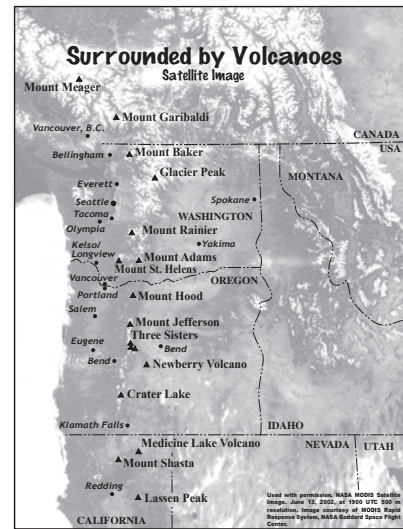 Surrounded by Volcanoes
Satellite Image
Mount Meager
Mount Garibaldi
Vancouver, B.C.
CANADA
USA
Bellingham
Mount Baker
Glacier Peak
MONTANA
Everett
Spokane
Seattle
Tacoma
WASHINGTON
Olympia
Mount Rainier
Yakima
Kelso/
Longview
Mount Adams
Mount St. Helens
Vancouver
OREGON
Portland
Mount Hood
Salem
Mount Jefferson
Three Sisters
Eugene
Bend
Bend
Newberry Volcano
Crater Lake
Klamath Falls
IDAHO
Medicine Lake Volcano
NEVADA
UTAH
Mount Shasta
Redding
Lassen Peak
CALIFORNIA
Used with permission. NASA MODIS Satellite
Image. June 13, 2002, at 1900 UTC 500 m
resolution. Image courtesy of MODIS Rapid
Response System, NASA Goddard Space Flight
Center.